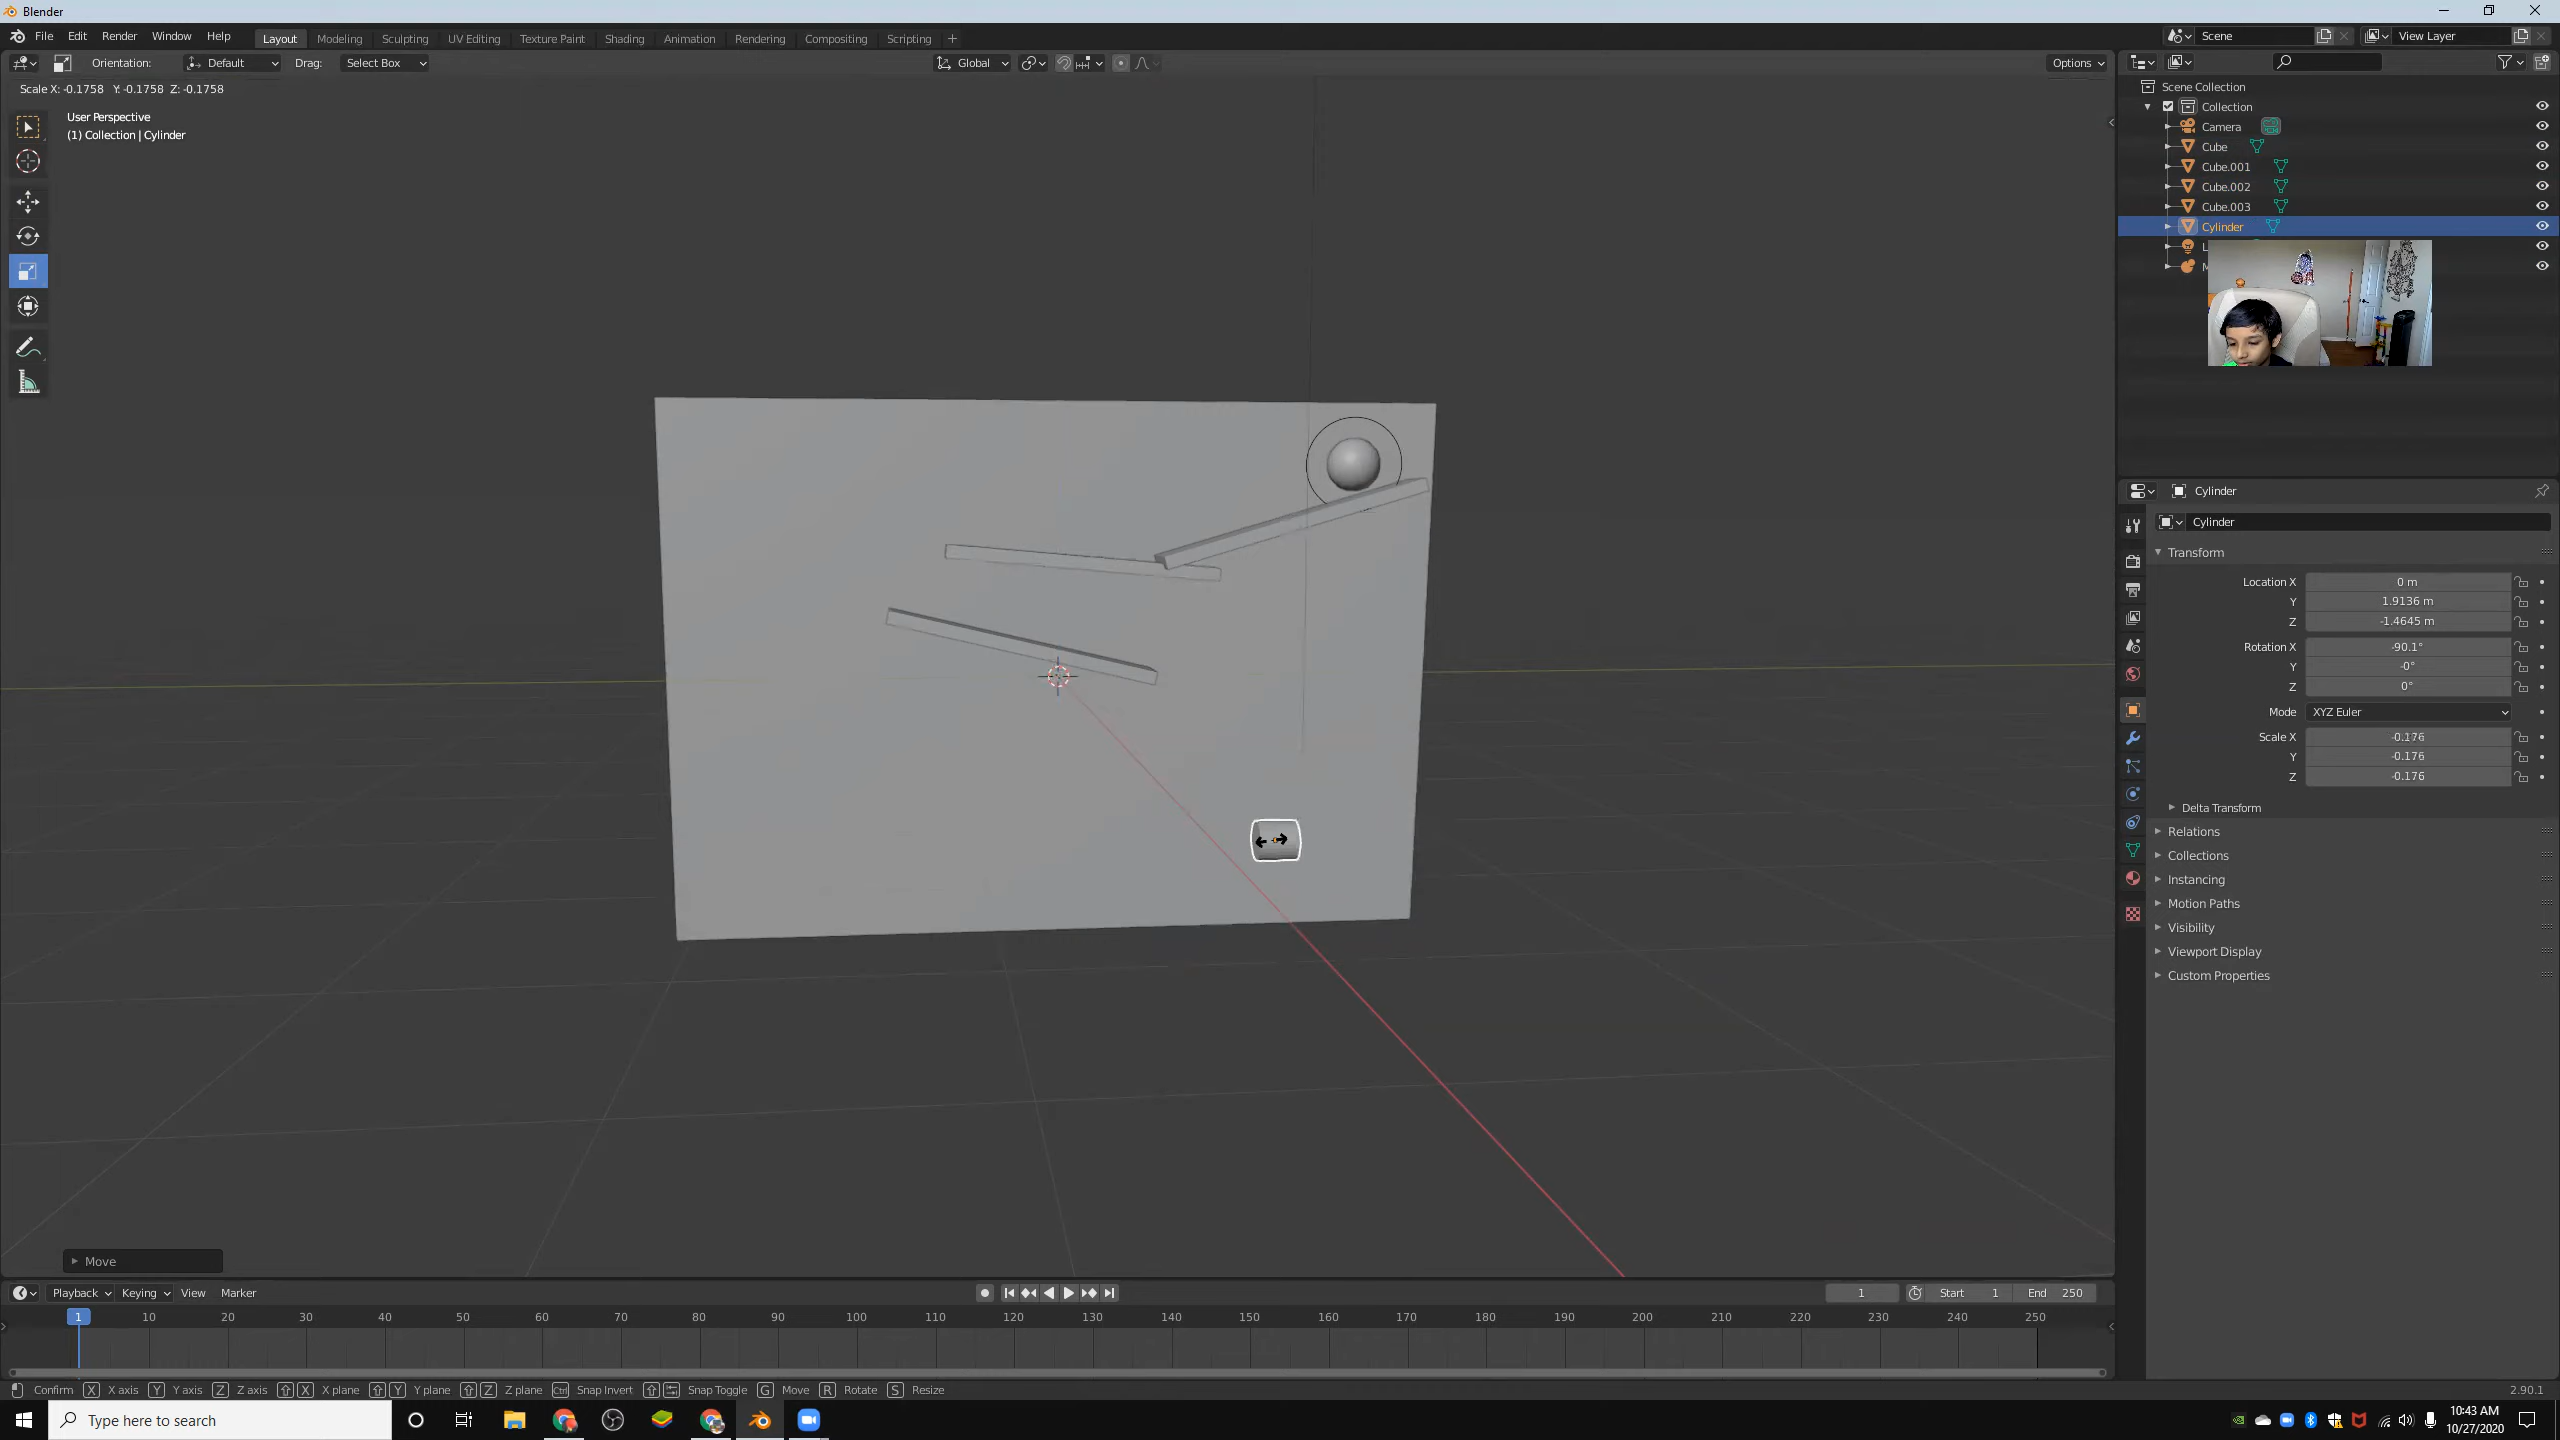 Blender
File Edit Render Window Help Layout Modeling Sculpting UV Editing Texture Paint Shading Animation Rendering Compositing Scripting + Scene View Layer
Orientation: Default Drag: Select Box Global Options
Scale X: -0.1758 Y: -0.1758 Z: -0.1758
User Perspective
(1) Collection | Cylinder
Scene Collection
Collection
Camera
Cube
Cube.001
Cube.002
Cube.003
Cylinder
L
M
Cylinder
Cylinder
Transform
Location X 0 m
Y 1.9136 m
Z -1.4645 m
Rotation X -90.1°
Y -0°
Z 0°
Mode XYZ Euler
Scale X -0.176
Y -0.176
Z -0.176
Delta Transform
Relations
Collections
Instancing
Motion Paths
Visibility
Viewport Display
Custom Properties
Move
Playback Keying View Marker 1 Start 1 End 250
1 10 20 30 40 50 60 70 80 90 100 110 120 130 140 150 160 170 180 190 200 210 220 230 240 250
Confirm X X axis Y Y axis Z Z axis X X plane Y Y plane Z Z plane Ctrl Snap Invert Snap Toggle G Move R Rotate S Resize 2.90.1
Type here to search
10:43 AM
10/27/2020